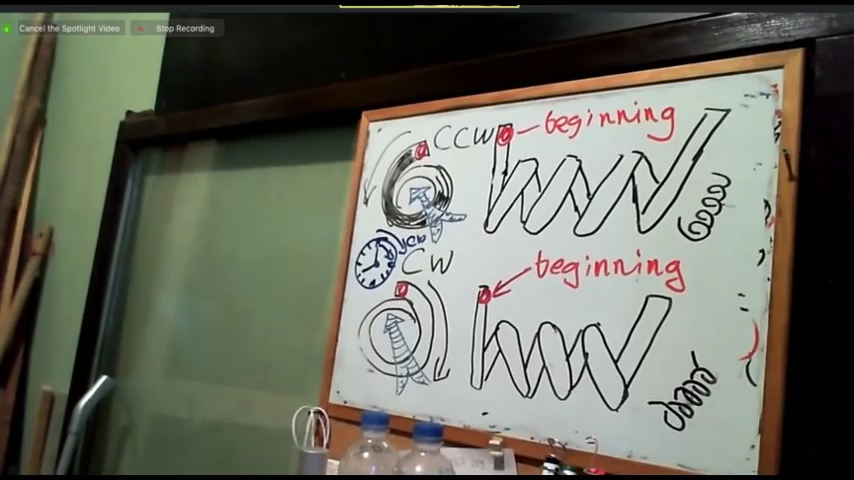 Cancel the Spotlight Video
Stop Recording
CCW
beginning
CW
beginning